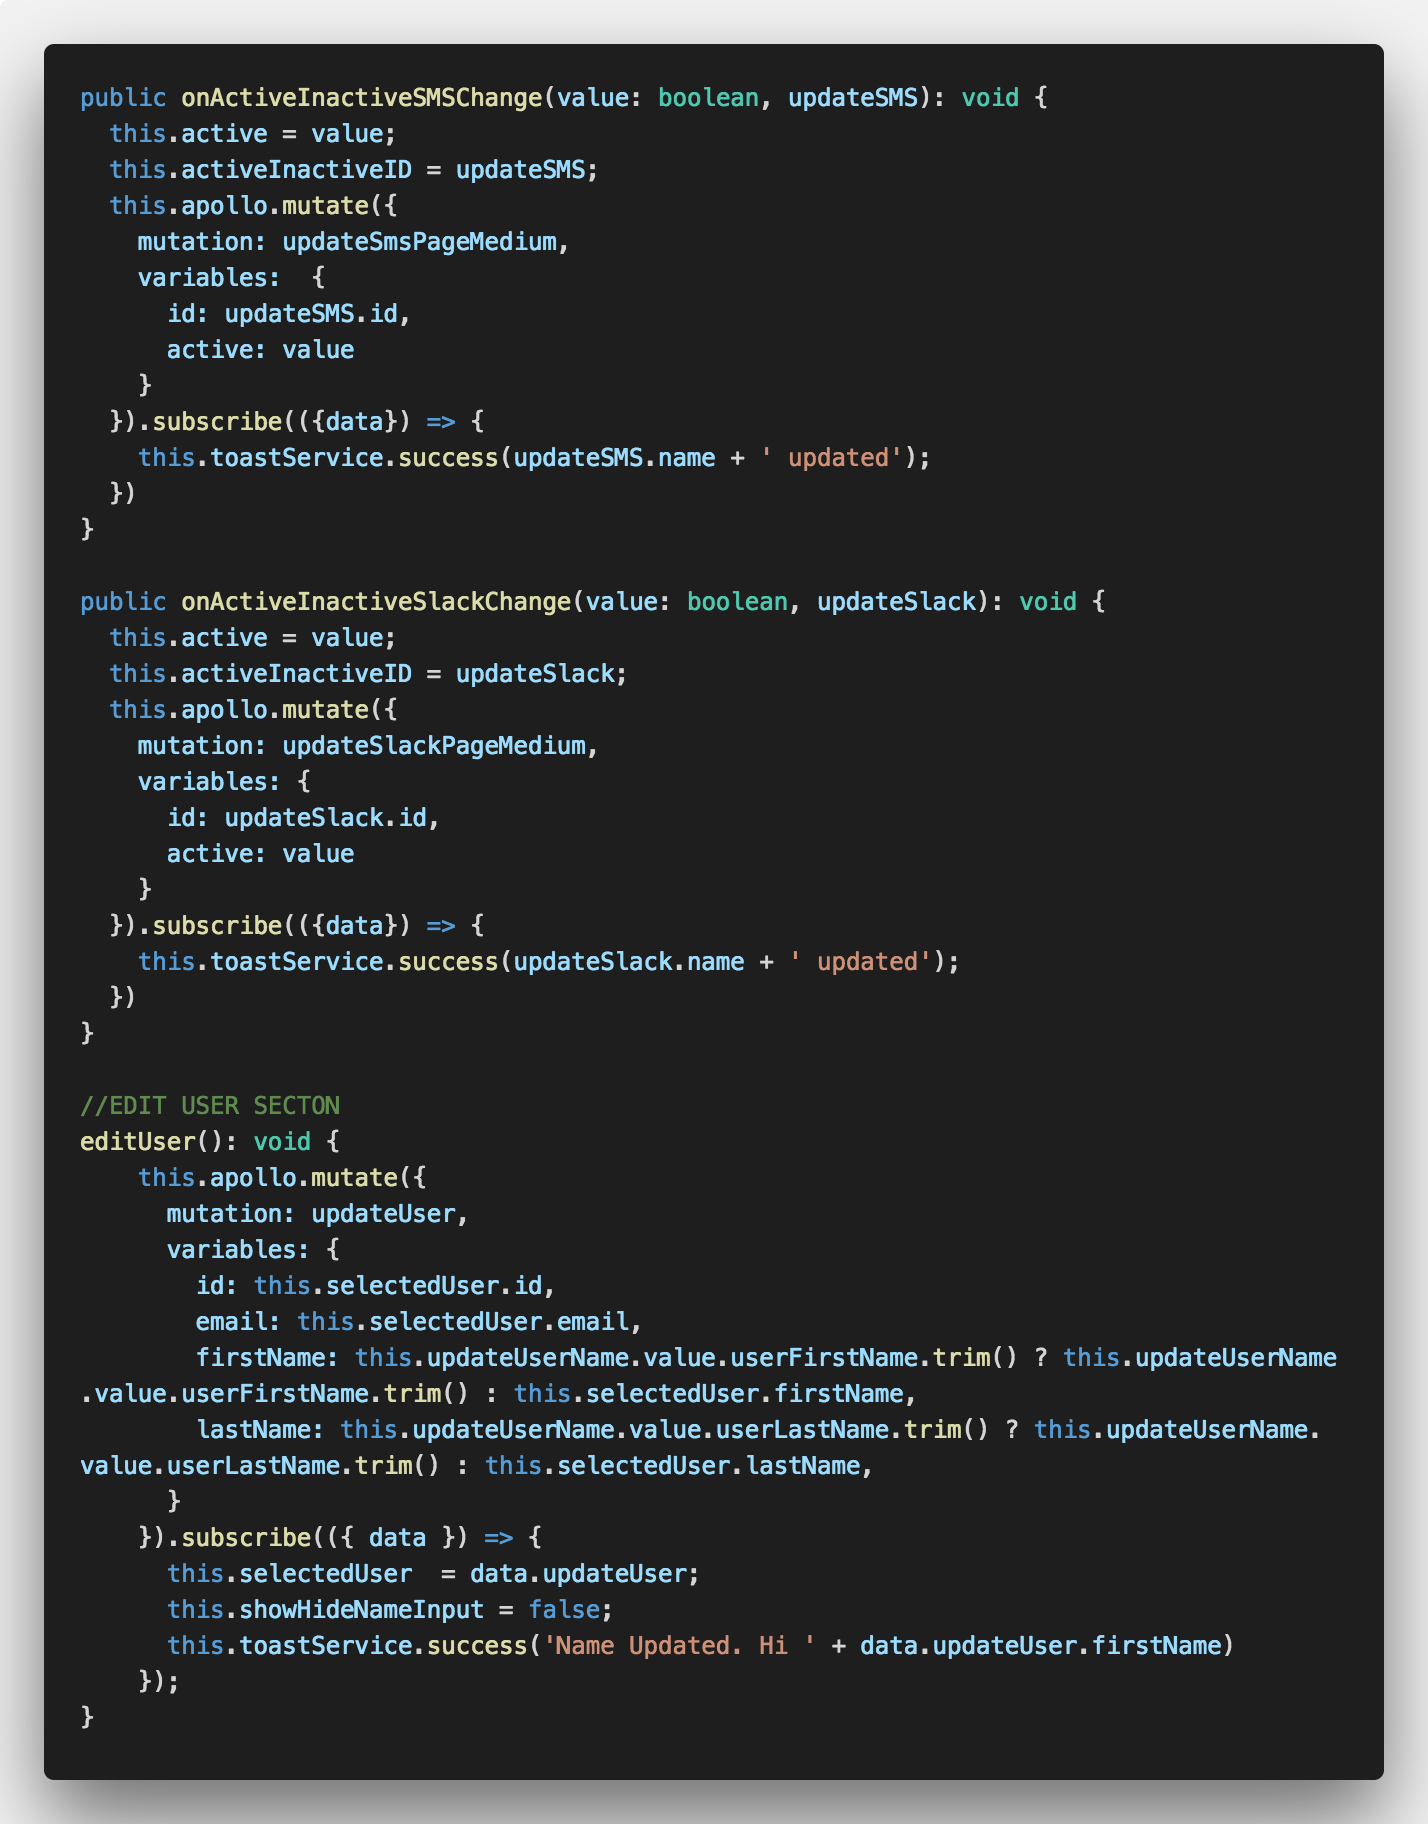 public onActiveInactiveSMSChange(value: boolean, updateSMS): void {
  this.active = value;
  this.activeInactiveID = updateSMS;
  this.apollo.mutate({
    mutation: updateSmsPageMedium,
    variables:  {
      id: updateSMS.id,
      active: value
    }
  }).subscribe(({data}) => {
    this.toastService.success(updateSMS.name + ' updated');
  })
}

public onActiveInactiveSlackChange(value: boolean, updateSlack): void {
  this.active = value;
  this.activeInactiveID = updateSlack;
  this.apollo.mutate({
    mutation: updateSlackPageMedium,
    variables: {
      id: updateSlack.id,
      active: value
    }
  }).subscribe(({data}) => {
    this.toastService.success(updateSlack.name + ' updated');
  })
}

//EDIT USER SECTON
editUser(): void {
    this.apollo.mutate({
      mutation: updateUser,
      variables: {
        id: this.selectedUser.id,
        email: this.selectedUser.email,
        firstName: this.updateUserName.value.userFirstName.trim() ? this.updateUserName
.value.userFirstName.trim() : this.selectedUser.firstName,
        lastName: this.updateUserName.value.userLastName.trim() ? this.updateUserName.
value.userLastName.trim() : this.selectedUser.lastName,
      }
    }).subscribe(({ data }) => {
      this.selectedUser  = data.updateUser;
      this.showHideNameInput = false;
      this.toastService.success('Name Updated. Hi ' + data.updateUser.firstName)
    });
}